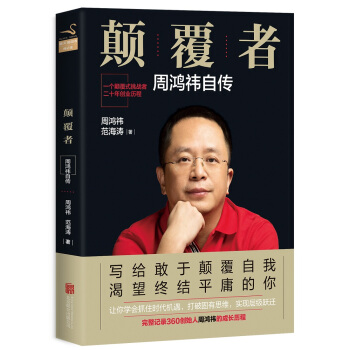 颠覆者
周鸿祎自传
一个颠覆式挑战者
二十年创业历程
周鸿祎
范海涛 著
写给敢于颠覆自我
渴望终结平庸的你
让你学会抓住时代机遇，打破固有思维，实现阶级跃迁
完整记录360创始人周鸿祎的成长历程
颠覆者
周鸿祎自传
周鸿祎
范海涛
著